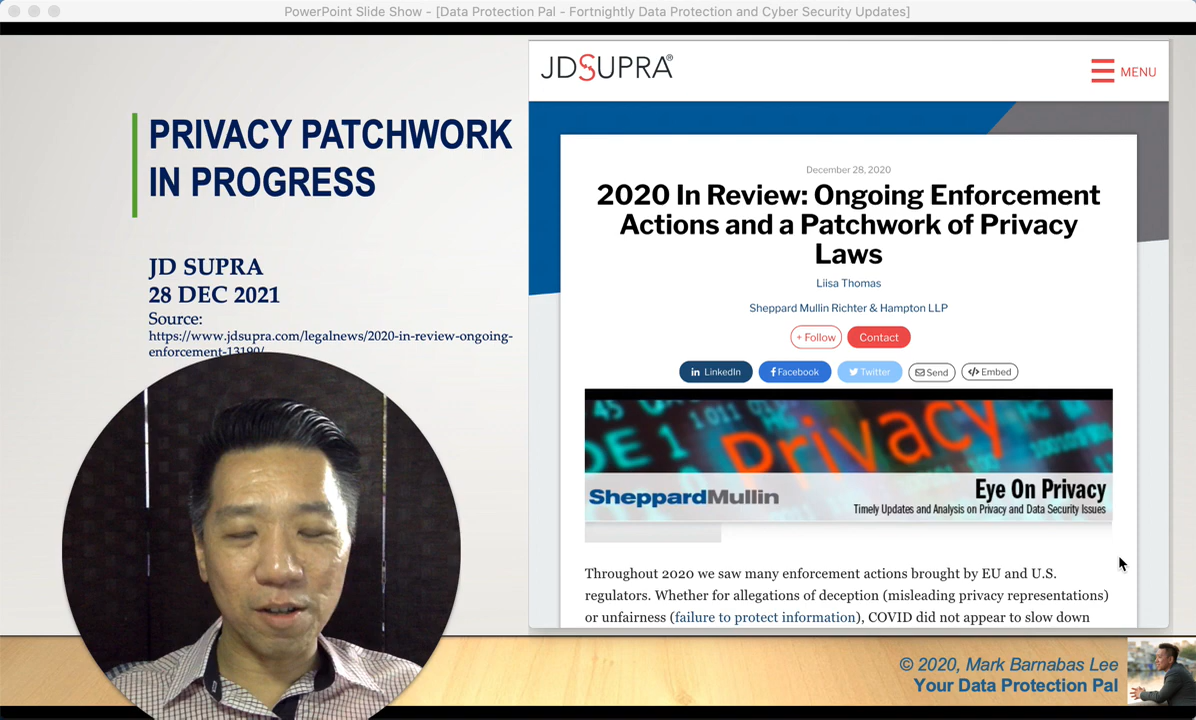 PowerPoint Slide Show - [Data Protection Pal - Fortnightly Data Protection and Cyber Security Updates]
PRIVACY PATCHWORK
IN PROGRESS
JD SUPRA
28 DEC 2021
Source:
https://www.jdsupra.com/legalnews/2020-in-review-ongoing-
enforcement-13190/
JDSUPRA®
MENU
December 28, 2020
2020 In Review: Ongoing Enforcement
Actions and a Patchwork of Privacy
Laws
Liisa Thomas
Sheppard Mullin Richter & Hampton LLP
+ Follow Contact
in LinkedIn f Facebook Twitter Send </> Embed
Privacy
SheppardMullin
Eye On Privacy
Timely Updates and Analysis on Privacy and Data Security Issues
Throughout 2020 we saw many enforcement actions brought by EU and U.S.
regulators. Whether for allegations of deception (misleading privacy representations)
or unfairness (failure to protect information), COVID did not appear to slow down
© 2020, Mark Barnabas Lee
Your Data Protection Pal